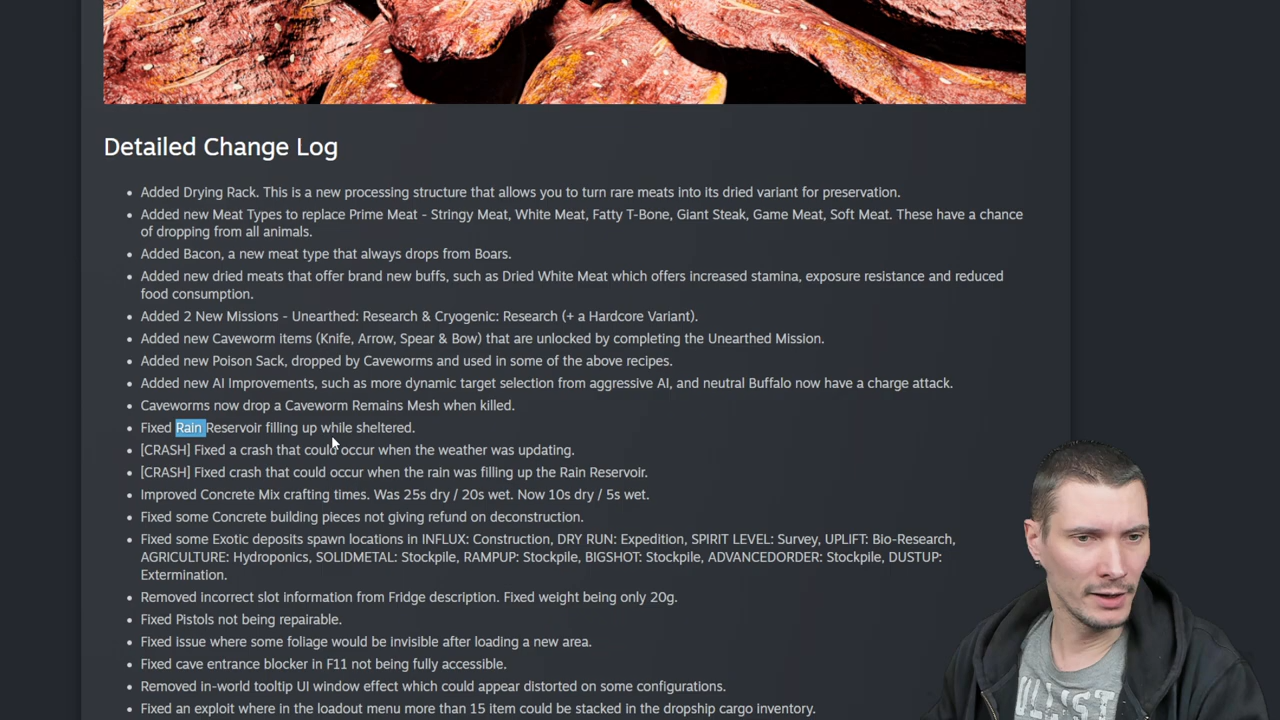 Detailed Change Log
• Added Drying Rack. This is a new processing structure that allows you to turn rare meats into its dried variant for preservation.
• Added new Meat Types to replace Prime Meat - Stringy Meat, White Meat, Fatty T-Bone, Giant Steak, Game Meat, Soft Meat. These have a chance
of dropping from all animals.
• Added Bacon, a new meat type that always drops from Boars.
• Added new dried meats that offer brand new buffs, such as Dried White Meat which offers increased stamina, exposure resistance and reduced
food consumption.
• Added 2 New Missions - Unearthed: Research & Cryogenic: Research (+ a Hardcore Variant).
• Added new Caveworm items (Knife, Arrow, Spear & Bow) that are unlocked by completing the Unearthed Mission.
• Added new Poison Sack, dropped by Caveworms and used in some of the above recipes.
• Added new AI Improvements, such as more dynamic target selection from aggressive AI, and neutral Buffalo now have a charge attack.
• Caveworms now drop a Caveworm Remains Mesh when killed.
• Fixed Rain Reservoir filling up while sheltered.
• [CRASH] Fixed a crash that could occur when the weather was updating.
• [CRASH] Fixed crash that could occur when the rain was filling up the Rain Reservoir.
• Improved Concrete Mix crafting times. Was 25s dry / 20s wet. Now 10s dry / 5s wet.
• Fixed some Concrete building pieces not giving refund on deconstruction.
• Fixed some Exotic deposits spawn locations in INFLUX: Construction, DRY RUN: Expedition, SPIRIT LEVEL: Survey, UPLIFT: Bio-Research,
AGRICULTURE: Hydroponics, SOLIDMETAL: Stockpile, RAMPUP: Stockpile, BIGSHOT: Stockpile, ADVANCEDORDER: Stockpile, DUSTUP:
Extermination.
• Removed incorrect slot information from Fridge description. Fixed weight being only 20g.
• Fixed Pistols not being repairable.
• Fixed issue where some foliage would be invisible after loading a new area.
• Fixed cave entrance blocker in F11 not being fully accessible.
• Removed in-world tooltip UI window effect which could appear distorted on some configurations.
• Fixed an exploit where in the loadout menu more than 15 item could be stacked in the dropship cargo inventory.